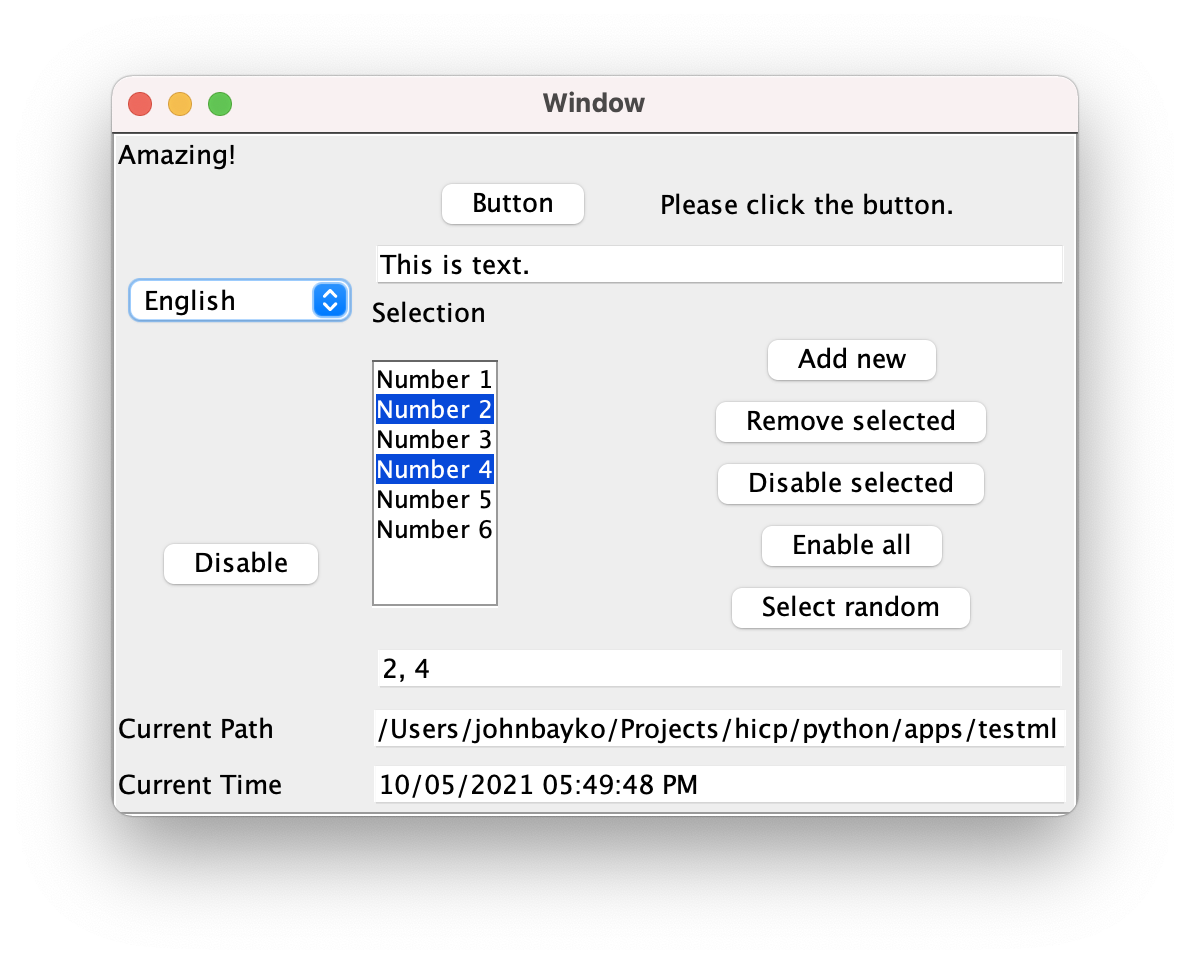 Window
Amazing!
Button
Please click the button.
This is text.
English
Selection
Number 1
Number 2
Number 3
Number 4
Number 5
Number 6
Add new
Remove selected
Disable selected
Enable all
Select random
Disable
2, 4
Current Path
/Users/johnbayko/Projects/hicp/python/apps/testml
Current Time
10/05/2021 05:49:48 PM